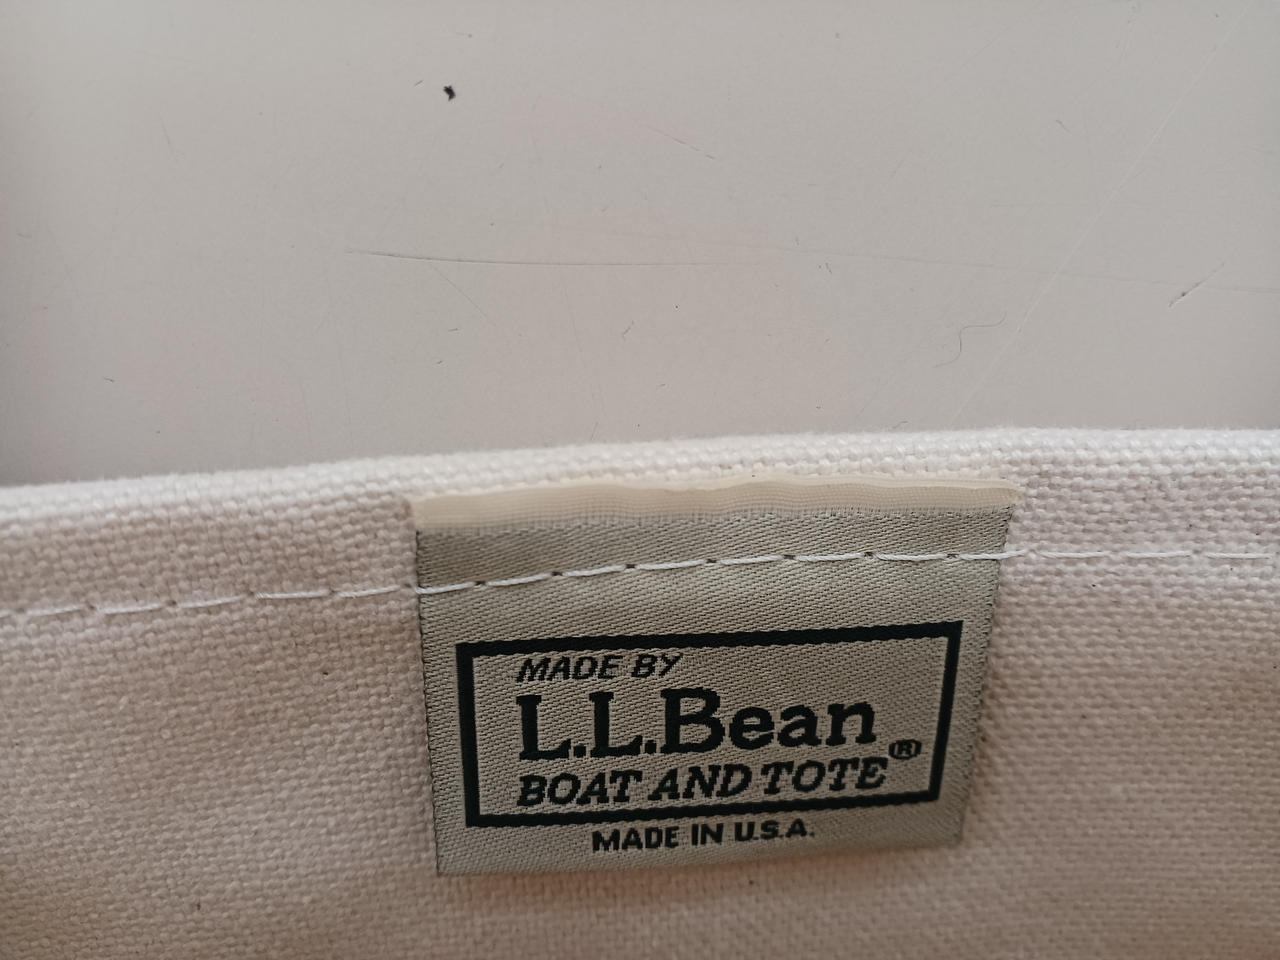 MADE BY
L.L.Bean
BOAT AND TOTE®
MADE IN U.S.A.